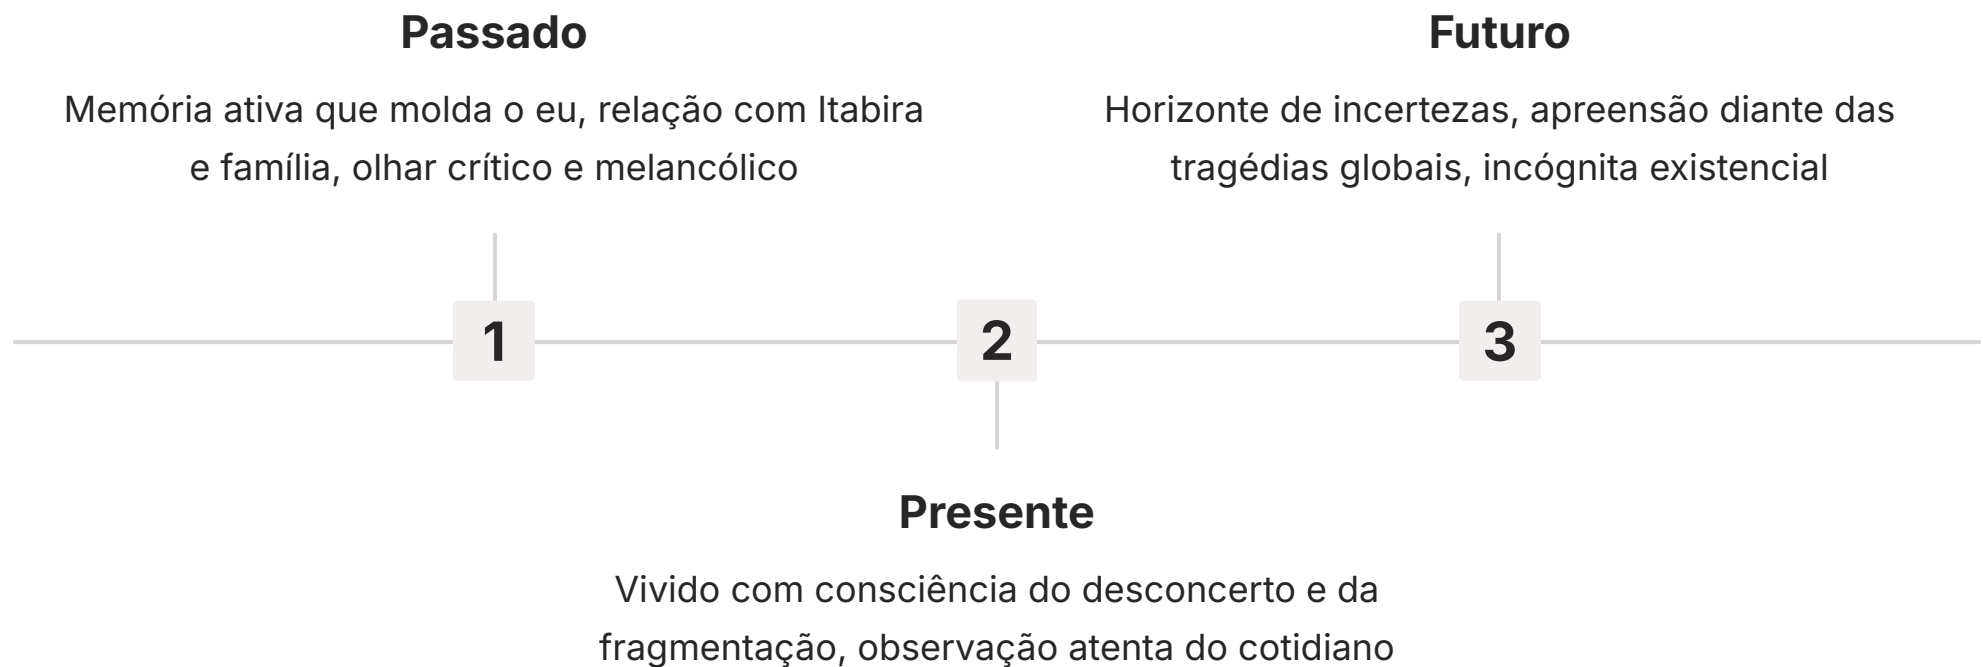 Passado
Memória ativa que molda o eu, relação com Itabira
e família, olhar crítico e melancólico
Futuro
Horizonte de incertezas, apreensão diante das
tragédias globais, incógnita existencial
1
2
3
Presente
Vivido com consciência do desconcerto e da
fragmentação, observação atenta do cotidiano